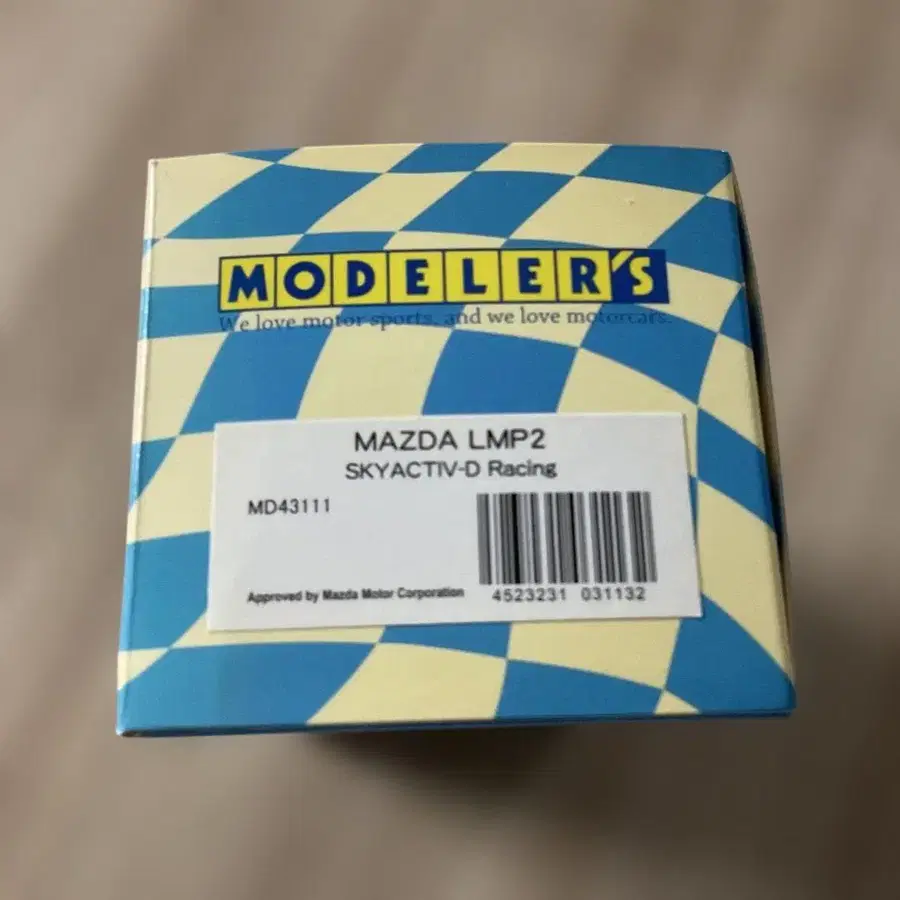 MODELER'S
We love motor sports, and we love motorcars.
MAZDA LMP2
SKYACTIV-D Racing
MD43111
Approved by Mazda Motor Corporation
4523231 031132